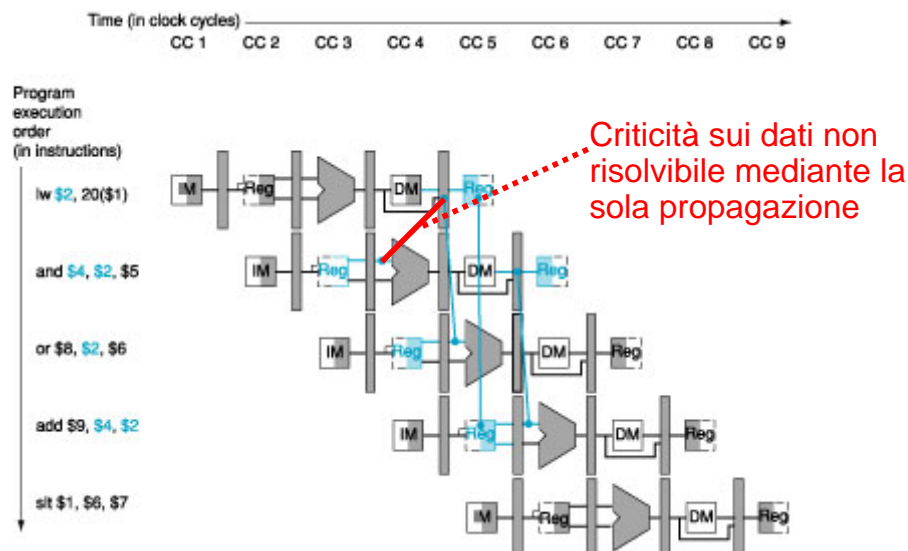 Time (in clock cycles)
CC 1 CC 2 CC 3 CC 4 CC 5 CC 6 CC 7 CC 8 CC 9
Program
execution
order
(in instructions)
Criticità sui dati non
risolvibile mediante la
sola propagazione
lw $2, 20($1)
IM Reg DM Reg
and $4, $2, $5
IM Reg DM Reg
or $8, $2, $6
IM Reg DM Reg
add $9, $4, $2
IM Reg DM Reg
slt $1, $6, $7
IM Reg DM Reg